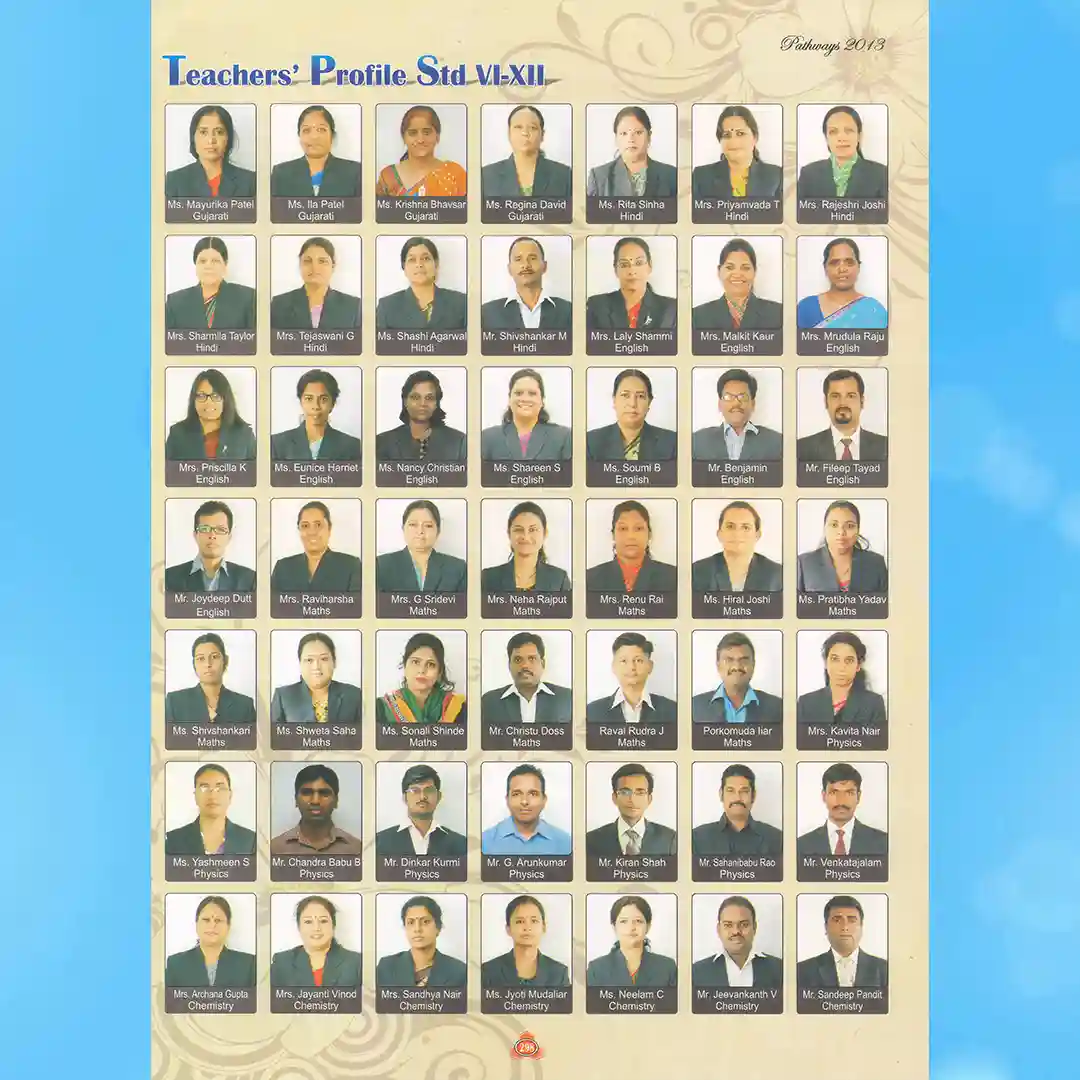 Pathways 2013
Teachers' Profile Std VI-XII
Ms. Mayurika Patel
Gujarati
Ms. Ila Patel
Gujarati
Ms. Krishna Bhavsar
Gujarati
Ms. Regina David
Gujarati
Ms. Rita Sinha
Hindi
Mrs. Priyamvada T
Hindi
Mrs. Rajeshri Joshi
Hindi
Mrs. Sharmila Taylor
Hindi
Mrs. Tejaswani G
Hindi
Ms. Shashi Agarwal
Hindi
Mr. Shivshankar M
Hindi
Mrs. Laly Shammi
English
Mrs. Malkit Kaur
English
Mrs. Mrudula Raju
English
Mrs. Priscilla K
English
Ms. Eunice Harriet
English
Ms. Nancy Christian
English
Ms. Shareen S
English
Ms. Soumi B
English
Mr. Benjamin
English
Mr. Fileep Tayad
English
Mr. Joydeep Dutt
English
Mrs. Raviharsha
Maths
Mrs. G Sridevi
Maths
Mrs. Neha Rajput
Maths
Mrs. Renu Rai
Maths
Ms. Hiral Joshi
Maths
Ms. Pratibha Yadav
Maths
Ms. Shivshankari
Maths
Ms. Shweta Saha
Maths
Ms. Sonali Shinde
Maths
Mr. Christu Doss
Maths
Raval Rudra J
Maths
Porkomuda Iiar
Maths
Mrs. Kavita Nair
Physics
Ms. Yashmeen S
Physics
Mr. Chandra Babu B
Physics
Mr. Dinkar Kurmi
Physics
Mr. G. Arunkumar
Physics
Mr. Kiran Shah
Physics
Mr. Sahanibabu Rao
Physics
Mr. Venkatajalam
Physics
Mrs. Archana Gupta
Chemistry
Mrs. Jayanti Vinod
Chemistry
Mrs. Sandhya Nair
Chemistry
Ms. Jyoti Mudaliar
Chemistry
Ms. Neelam C
Chemistry
Mr. Jeevankanth V
Chemistry
Mr. Sandeep Pandit
Chemistry
298